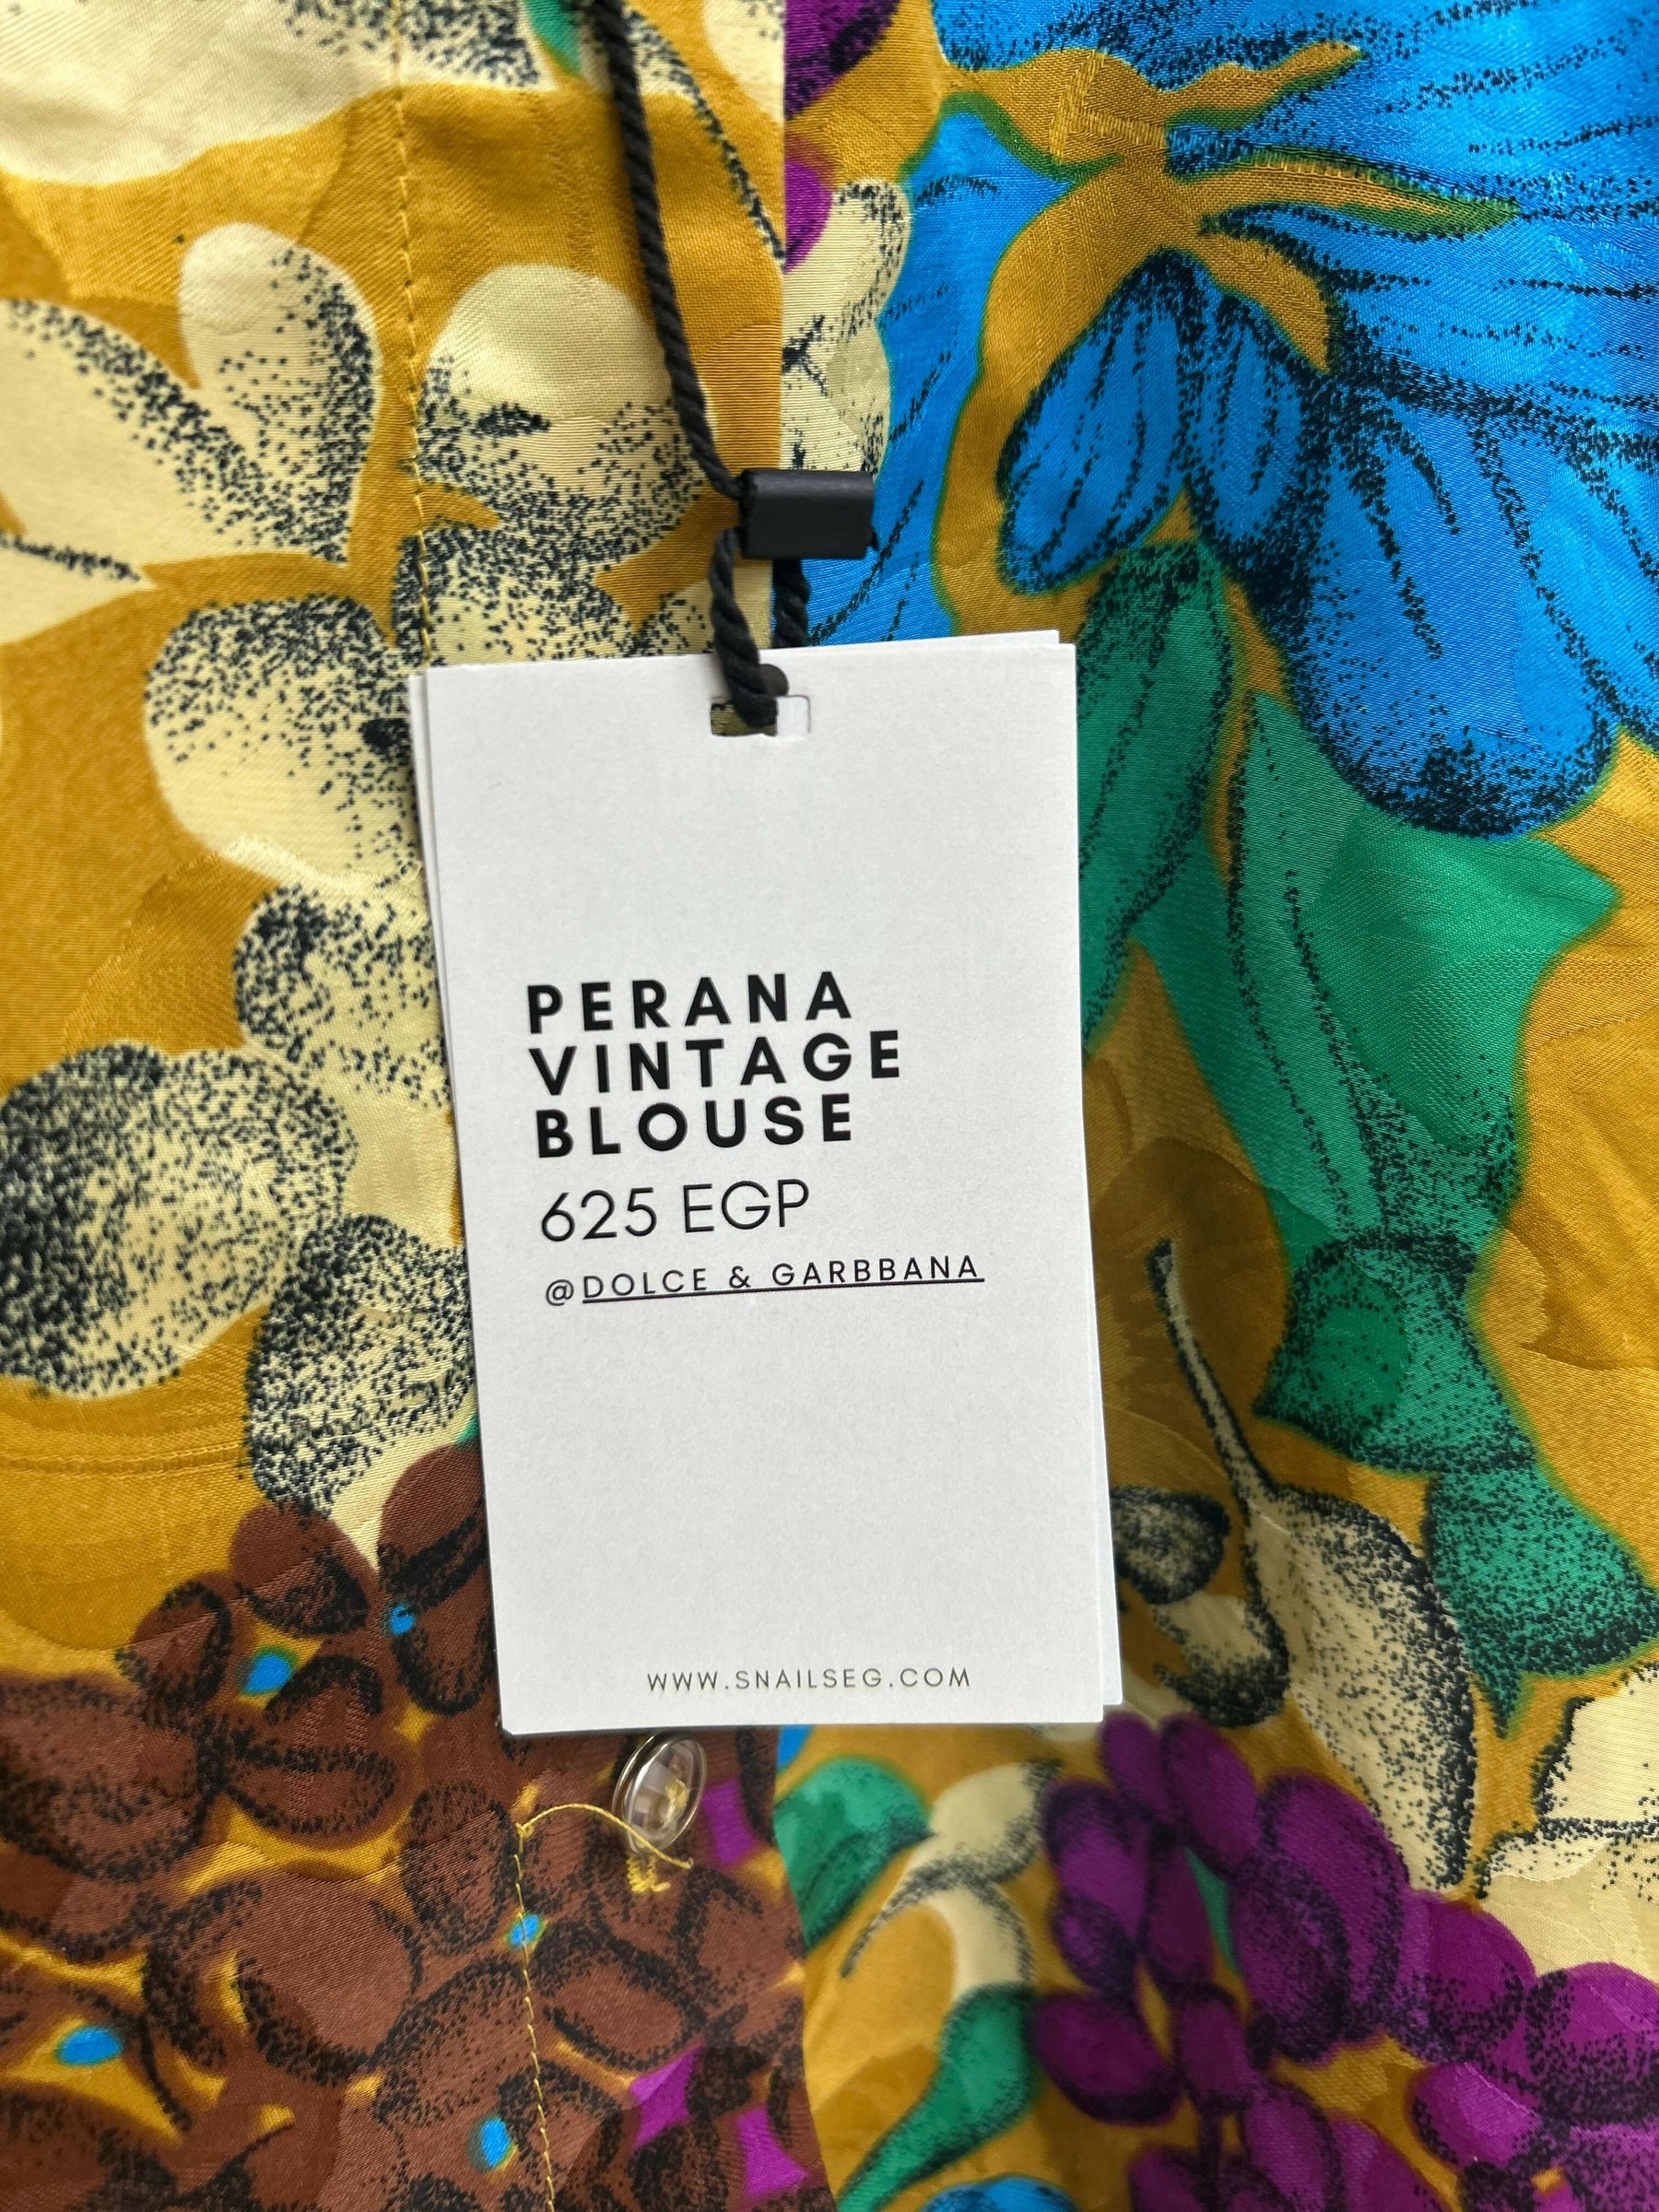 PERANA
VINTAGE
BLOUSE
625 EGP
@DOLCE & GARBBANA
WWW.SNAILSEG.COM